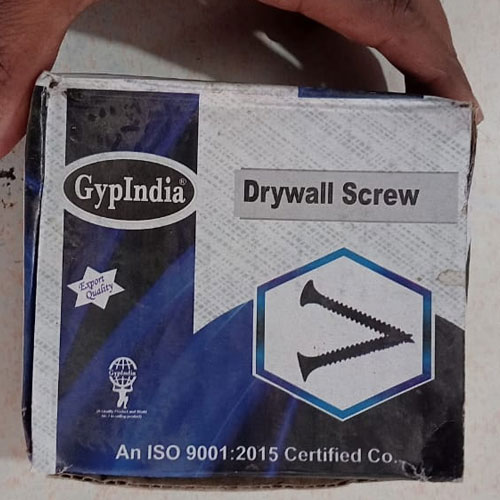 GypIndia®
Drywall Screw
Export
Quality
GypIndia
An ISO 9001:2015 Certified Co.